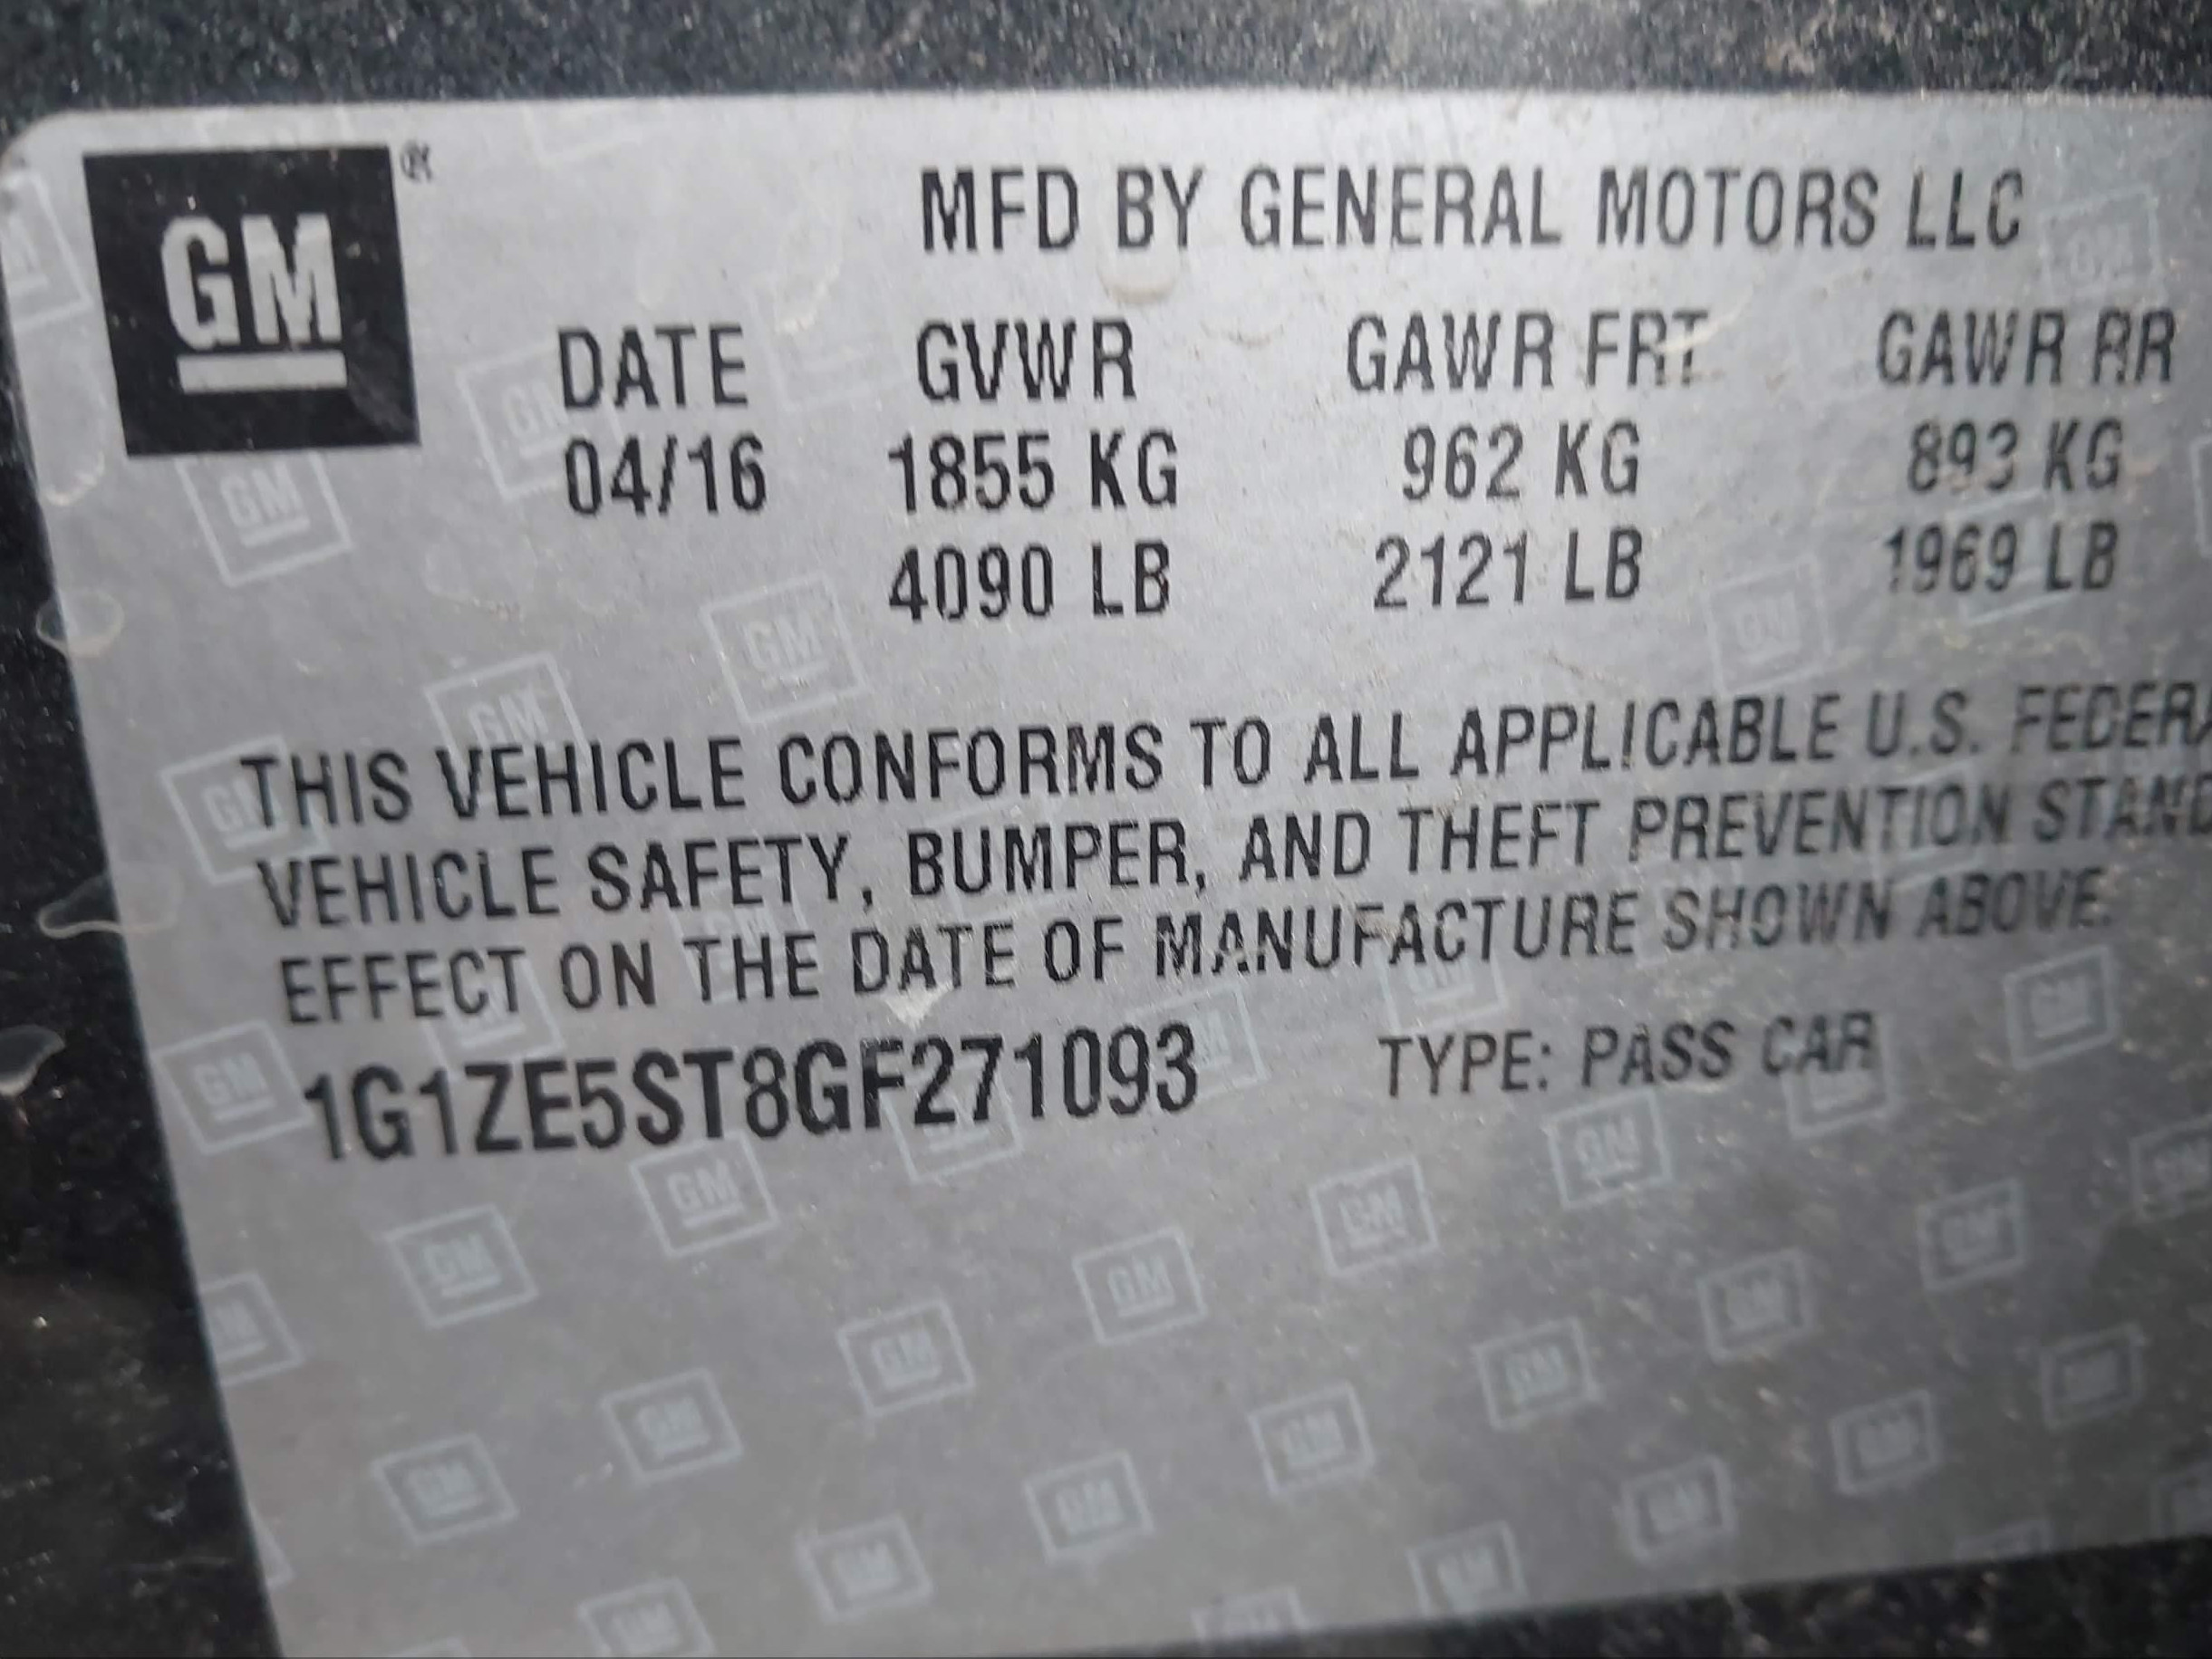 GM ®
MFD BY GENERAL MOTORS LLC
DATE GVWR GAWR FRT GAWR RR
04/16 1855 KG 962 KG 893 KG
4090 LB 2121 LB 1969 LB
THIS VEHICLE CONFORMS TO ALL APPLICABLE U.S. FEDERA
VEHICLE SAFETY, BUMPER, AND THEFT PREVENTION STAND
EFFECT ON THE DATE OF MANUFACTURE SHOWN ABOVE.
1G1ZE5ST8GF271093 TYPE: PASS CAR